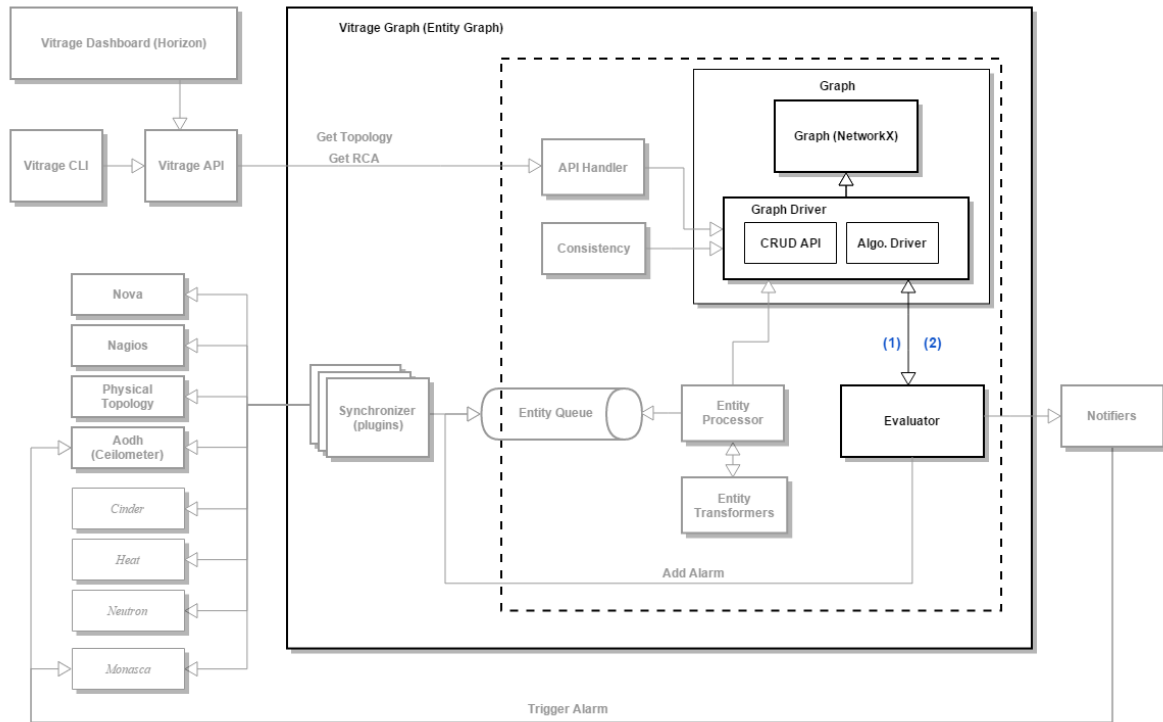 Vitrage Dashboard (Horizon)
Vitrage Graph (Entity Graph)
Graph
Graph (NetworkX)
Vitrage CLI
Vitrage API
Get Topology
Get RCA
API Handler
Graph Driver
CRUD API
Algo. Driver
Consistency
Nova
Nagios
Physical
Topology
Aodh
(Ceilometer)
Cinder
Heat
Neutron
Monasca
(1)
(2)
Synchronizer
(plugins)
Entity Queue
Entity
Processor
Evaluator
Notifiers
Entity
Transformers
Add Alarm
Trigger Alarm